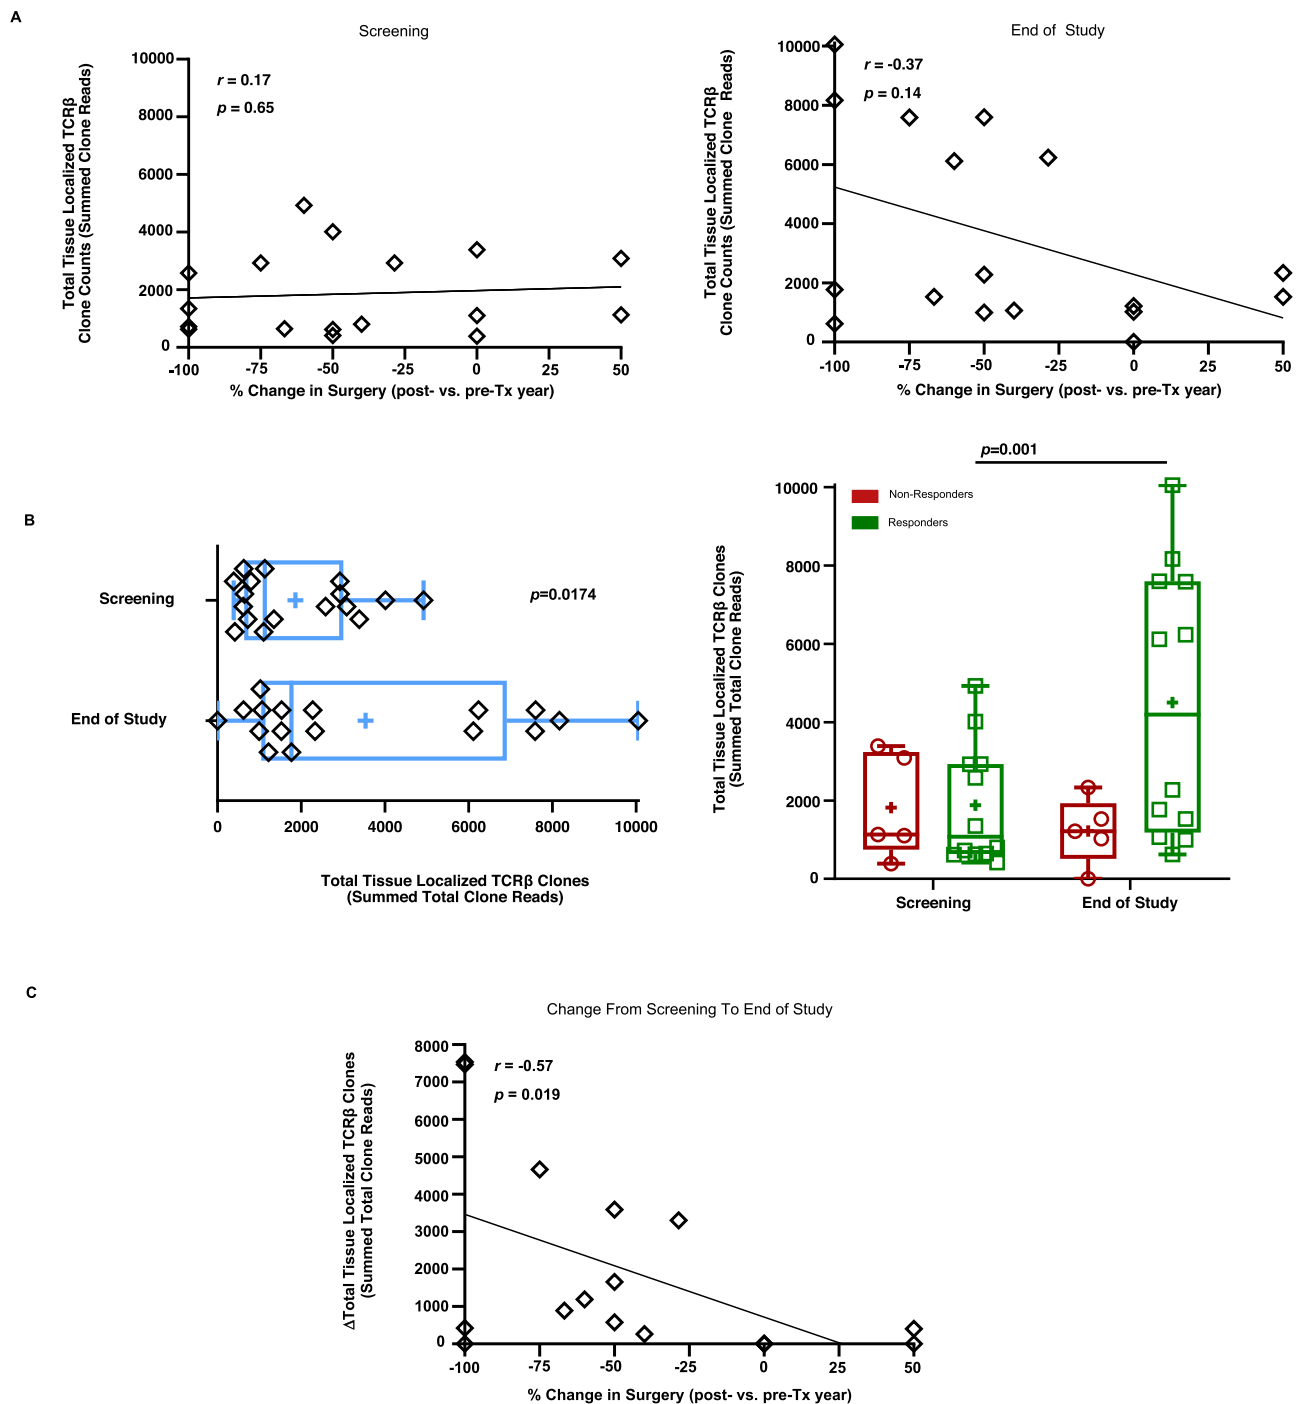 A
Screening
Total Tissue Localized TCRβ
Clone Counts (Summed Clone Reads)
10000
8000
6000
4000
2000
0
r = 0.17
p = 0.65
-100
-75
-50
-25
0
25
50
% Change in Surgery (post- vs. pre-Tx year)
End of Study
Total Tissue Localized TCRβ
Clone Counts (Summed Clone Reads)
10000
8000
6000
4000
2000
0
r = -0.37
p = 0.14
-100
-75
-50
-25
0
25
50
% Change in Surgery (post- vs. pre-Tx year)
B
Screening
End of Study
p=0.0174
0
2000
4000
6000
8000
10000
Total Tissue Localized TCRβ Clones
(Summed Total Clone Reads)
p=0.001
Non-Responders
Responders
Total Tissue Localized TCRβ Clones
(Summed Total Clone Reads)
10000
8000
6000
4000
2000
0
Screening
End of Study
C
Change From Screening To End of Study
ΔTotal Tissue Localized TCRβ Clones
(Summed Total Clone Reads)
8000
7000
6000
5000
4000
3000
2000
1000
0
r = -0.57
p = 0.019
-100
-75
-50
-25
0
25
50
% Change in Surgery (post- vs. pre-Tx year)